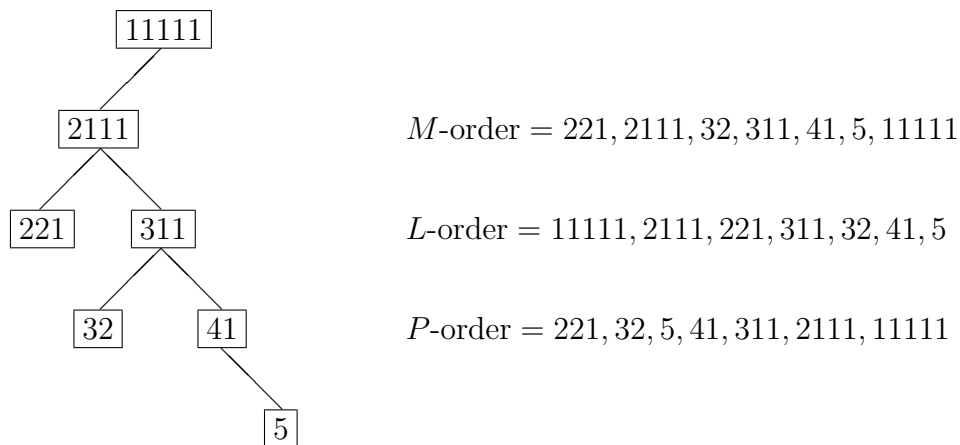 11111
2111
M-order = 221, 2111, 32, 311, 41, 5, 11111
221
311
L-order = 11111, 2111, 221, 311, 32, 41, 5
32
41
P-order = 221, 32, 5, 41, 311, 2111, 11111
5